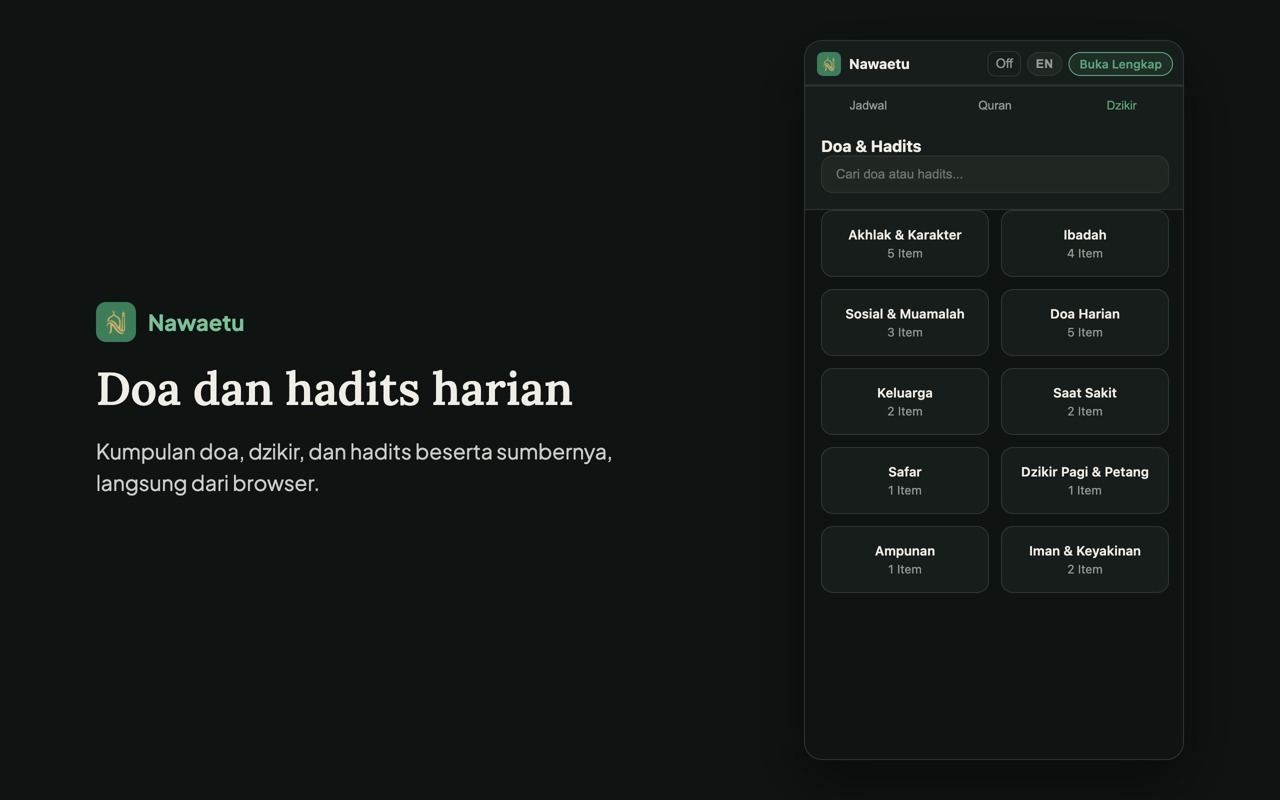 Nawaetu
Doa dan hadits harian
Kumpulan doa, dzikir, dan hadits beserta sumbernya,
langsung dari browser.
Nawaetu
Off
EN
Buka Lengkap
Jadwal
Quran
Dzikir
Doa & Hadits
Cari doa atau hadits...
Akhlak & Karakter
5 Item
Ibadah
4 Item
Sosial & Muamalah
3 Item
Doa Harian
5 Item
Keluarga
2 Item
Saat Sakit
2 Item
Safar
1 Item
Dzikir Pagi & Petang
1 Item
Ampunan
1 Item
Iman & Keyakinan
2 Item